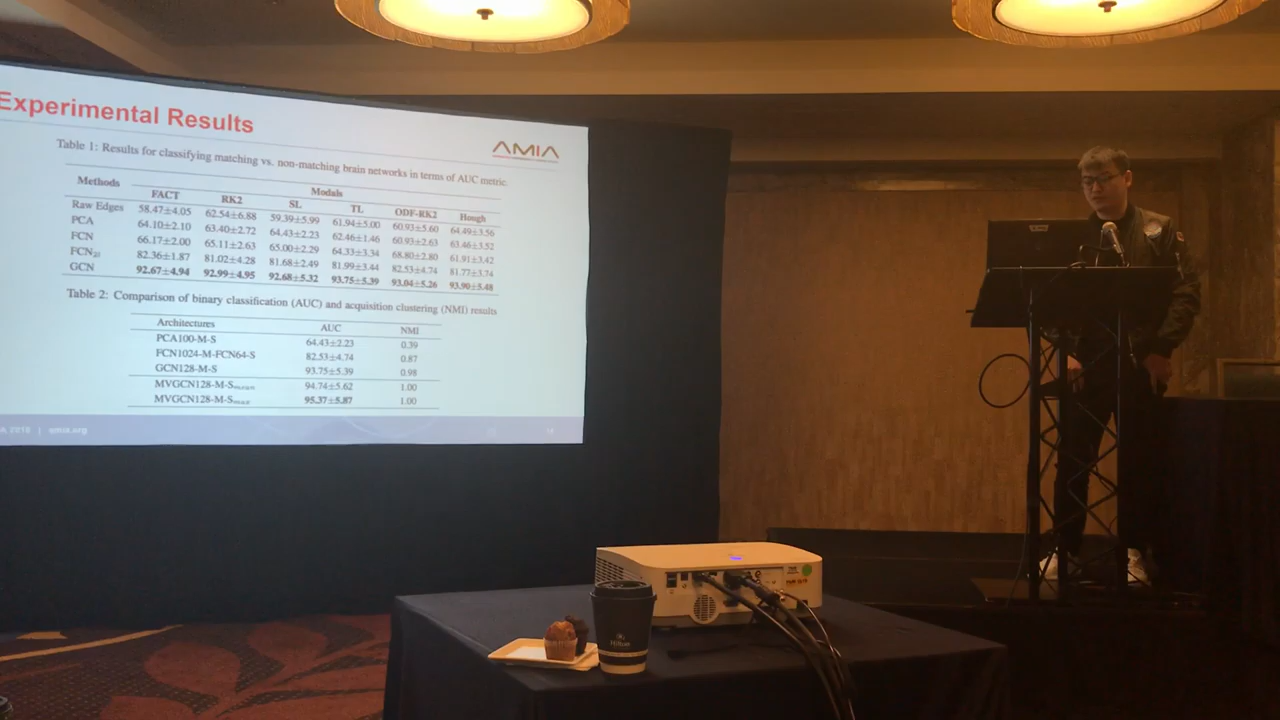 Experimental Results
AMIA
Table 1: Results for classifying matching vs. non-matching brain networks in terms of AUC metric.
Methods Modals
FACT RK2 SL TL ODF-RK2 Hough
Raw Edges 58.47±4.05 62.54±6.88 59.39±5.99 61.94±5.00 60.93±5.60 64.49±3.56
PCA 64.10±2.10 63.40±2.72 64.43±2.23 62.46±1.46 60.93±2.63 63.46±3.52
FCN 66.17±2.00 65.11±2.63 65.00±2.29 64.33±3.34 68.80±2.80 61.91±3.42
FCN 82.36±1.87 81.02±4.28 81.68±2.49 81.99±3.44 82.53±4.74 81.77±3.74
GCN 92.67±4.94 92.99±4.95 92.68±5.32 93.75±5.39 93.04±5.26 93.90±5.48
Table 2: Comparison of binary classification (AUC) and acquisition clustering (NMI) results
Architectures AUC NMI
PCA100-M-S 64.43±2.23 0.39
FCN1024-M-FCN64-S 82.53±4.74 0.87
GCN128-M-S 93.75±5.39 0.98
MVGCN128-M-S 94.74±5.62 1.00
MVGCN128-M-S 95.37±5.87 1.00
A 2018 | amia.org
Hilton